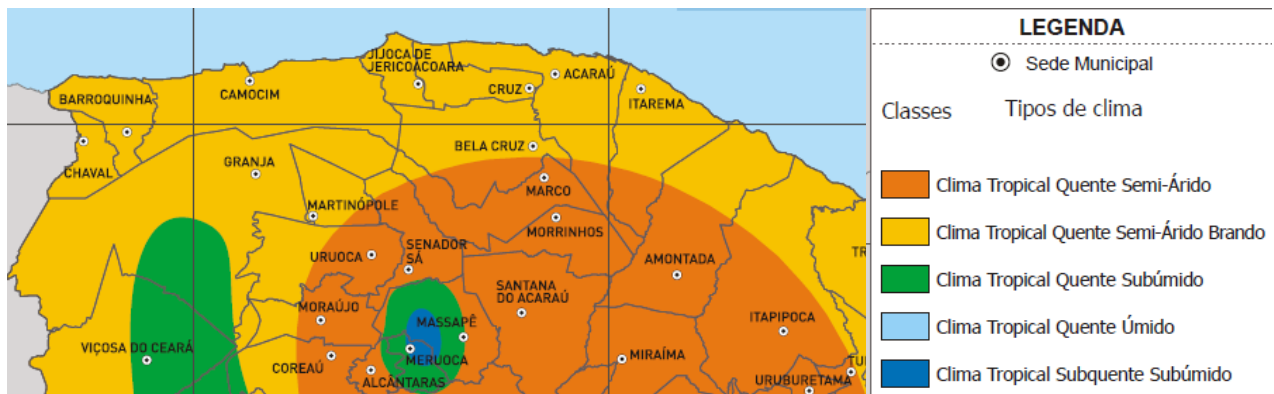 JIJOCA DE
JERICOACOARA
ACARAÚ
CAMOCIM
CRUZ
ITAREMA
BARROQUINHA
CHAVAL
BELA CRUZ
GRANJA
MARCO
MARTINÓPOLE
MORRINHOS
URUOCA
SENADOR
SÁ
AMONTADA
SANTANA
DO ACARAÚ
MORAÚJO
MASSAPÊ
ITAPIPOCA
VIÇOSA DO CEARÁ
COREAÚ
MERUOCA
MIRAÍMA
ALCÂNTARAS
URUBURETAMA
TR
TU
LEGENDA
Sede Municipal
Classes Tipos de clima
Clima Tropical Quente Semi-Árido
Clima Tropical Quente Semi-Árido Brando
Clima Tropical Quente Subúmido
Clima Tropical Quente Úmido
Clima Tropical Subquente Subúmido